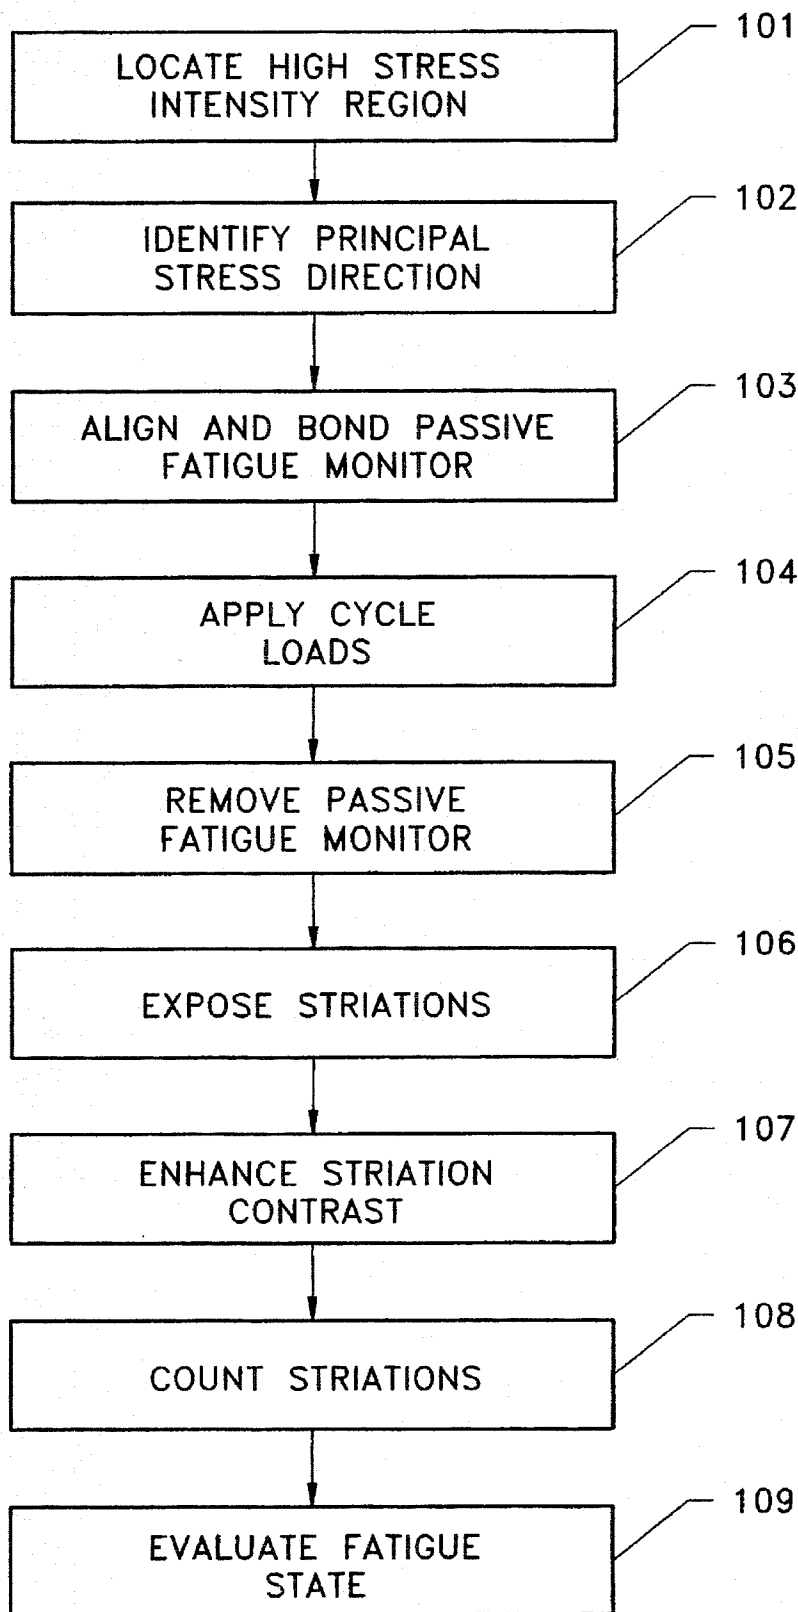 101
LOCATE HIGH STRESS
INTENSITY REGION
102
IDENTIFY PRINCIPAL
STRESS DIRECTION
103
ALIGN AND BOND PASSIVE
FATIGUE MONITOR
104
APPLY CYCLE
LOADS
105
REMOVE PASSIVE
FATIGUE MONITOR
106
EXPOSE STRIATIONS
107
ENHANCE STRIATION
CONTRAST
108
COUNT STRIATIONS
109
EVALUATE FATIGUE
STATE